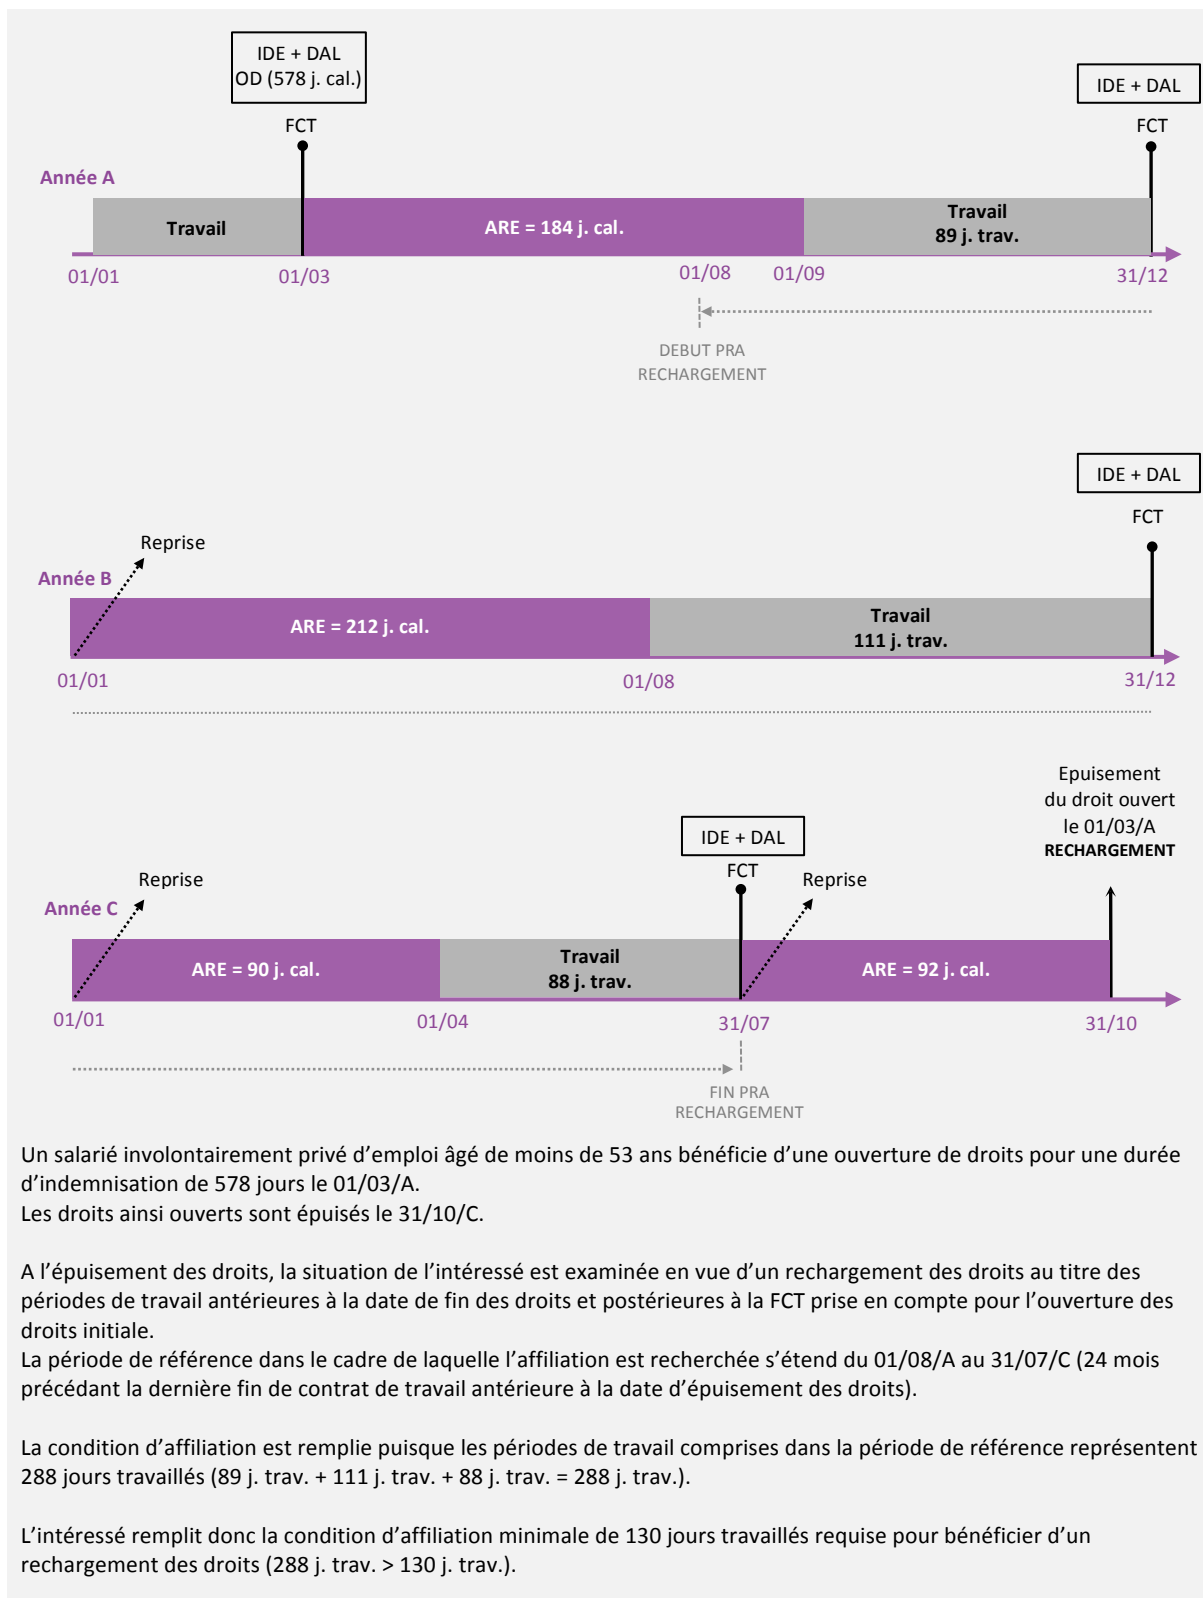 IDE + DAL
OD (578 j. cal.)
IDE + DAL
FCT
FCT
Année A
Travail
ARE = 184 j. cal.
Travail
89 j. trav.
01/01
01/03
01/08
01/09
31/12
DEBUT PRA
RECHARGEMENT
IDE + DAL
FCT
Reprise
Année B
ARE = 212 j. cal.
Travail
111 j. trav.
01/01
01/08
31/12
Epuisement
du droit ouvert
le 01/03/A
RECHARGEMENT
IDE + DAL
FCT
Reprise
Reprise
Année C
ARE = 90 j. cal.
Travail
88 j. trav.
ARE = 92 j. cal.
01/01
01/04
31/07
31/10
FIN PRA
RECHARGEMENT
Un salarié involontairement privé d’emploi âgé de moins de 53 ans bénéficie d’une ouverture de droits pour une durée
d’indemnisation de 578 jours le 01/03/A.
Les droits ainsi ouverts sont épuisés le 31/10/C.
A l’épuisement des droits, la situation de l’intéressé est examinée en vue d’un rechargement des droits au titre des
périodes de travail antérieures à la date de fin des droits et postérieures à la FCT prise en compte pour l’ouverture des
droits initiale.
La période de référence dans le cadre de laquelle l’affiliation est recherchée s’étend du 01/08/A au 31/07/C (24 mois
précédant la dernière fin de contrat de travail antérieure à la date d’épuisement des droits).
La condition d’affiliation est remplie puisque les périodes de travail comprises dans la période de référence représentent
288 jours travaillés (89 j. trav. + 111 j. trav. + 88 j. trav. = 288 j. trav.).
L’intéressé remplit donc la condition d’affiliation minimale de 130 jours travaillés requise pour bénéficier d’un
rechargement des droits (288 j. trav. > 130 j. trav.).